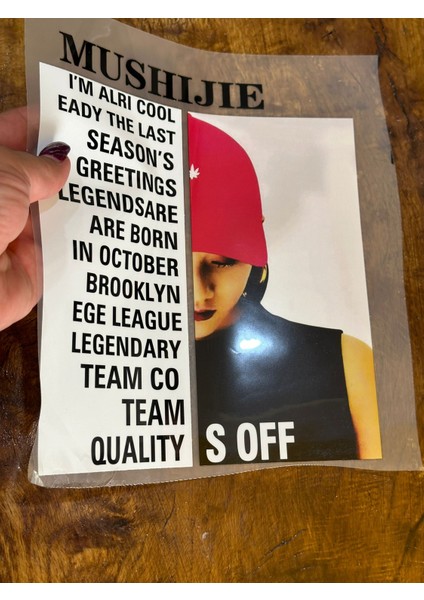 MUSHIJIE
I'M ALRI COOL
EADY THE LAST
SEASON'S
GREETINGS
LEGENDSARE
ARE BORN
IN OCTOBER
BROOKLYN
EGE LEAGUE
LEGENDARY
TEAM CO
TEAM
QUALITY
S OFF